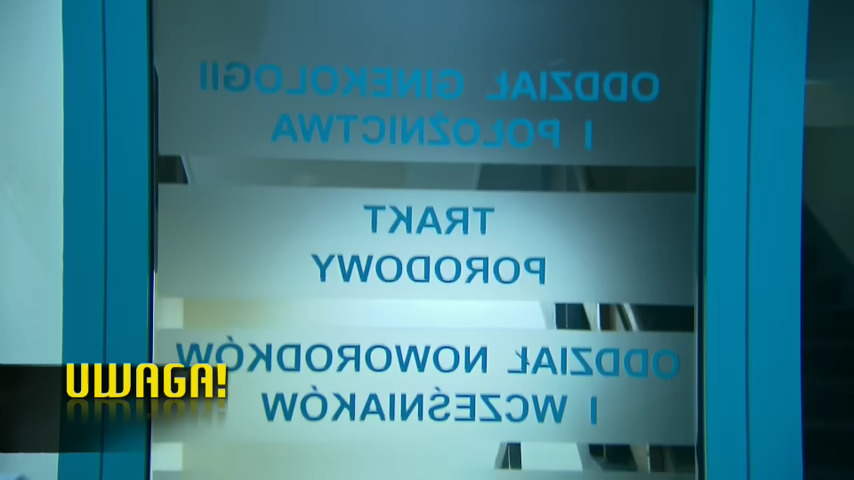 ODDZIAŁ GINEKOLOGII
I POŁOŻNICTWA
TRAKT
PORODOWY
ODDZIAŁ NOWORODKÓW
I WCZEŚNIAKÓW
UWAGA!